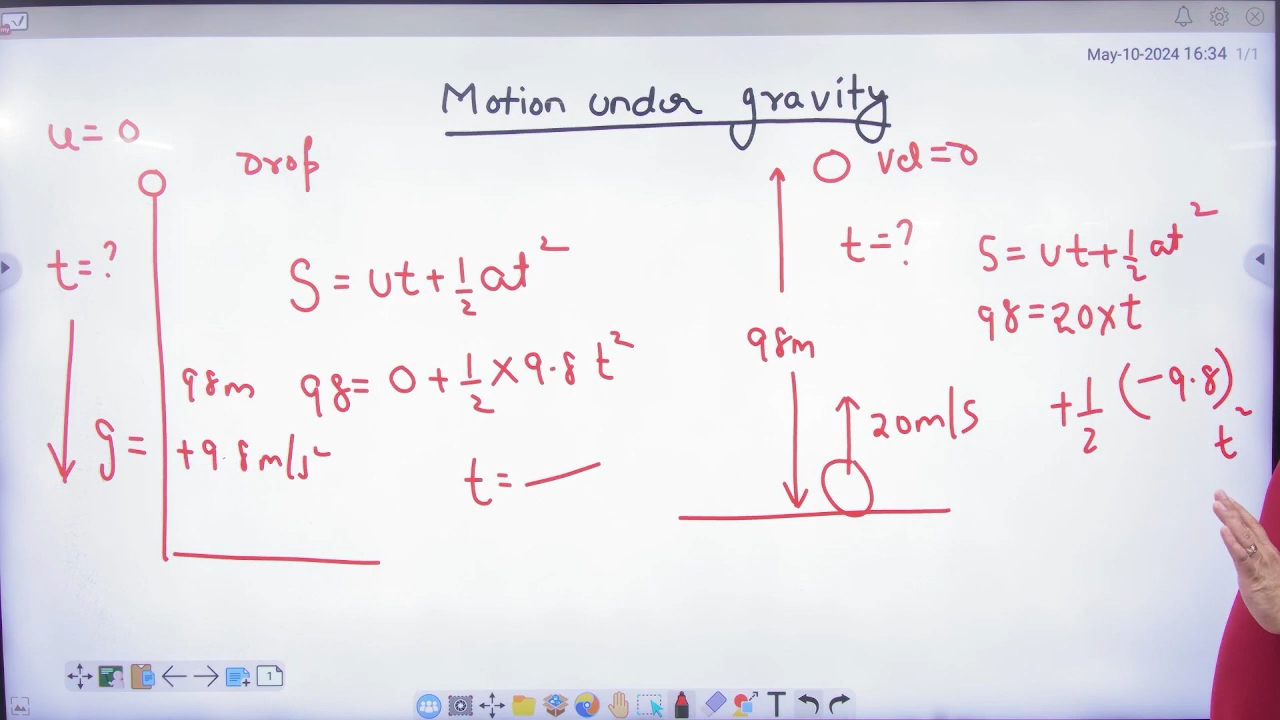 May-10-2024 16:34 1/1
Motion under gravity
u = 0
Drop
t = ?
S = ut + 1/2 at²
98m
98 = 0 + 1/2 × 9.8 t²
g = +9.8 m/s²
t =
O vel = 0
t = ?
S = ut + 1/2 at²
98 = 20 × t
+ 1/2 (-9.8) t²
98m
20m/s
1
T